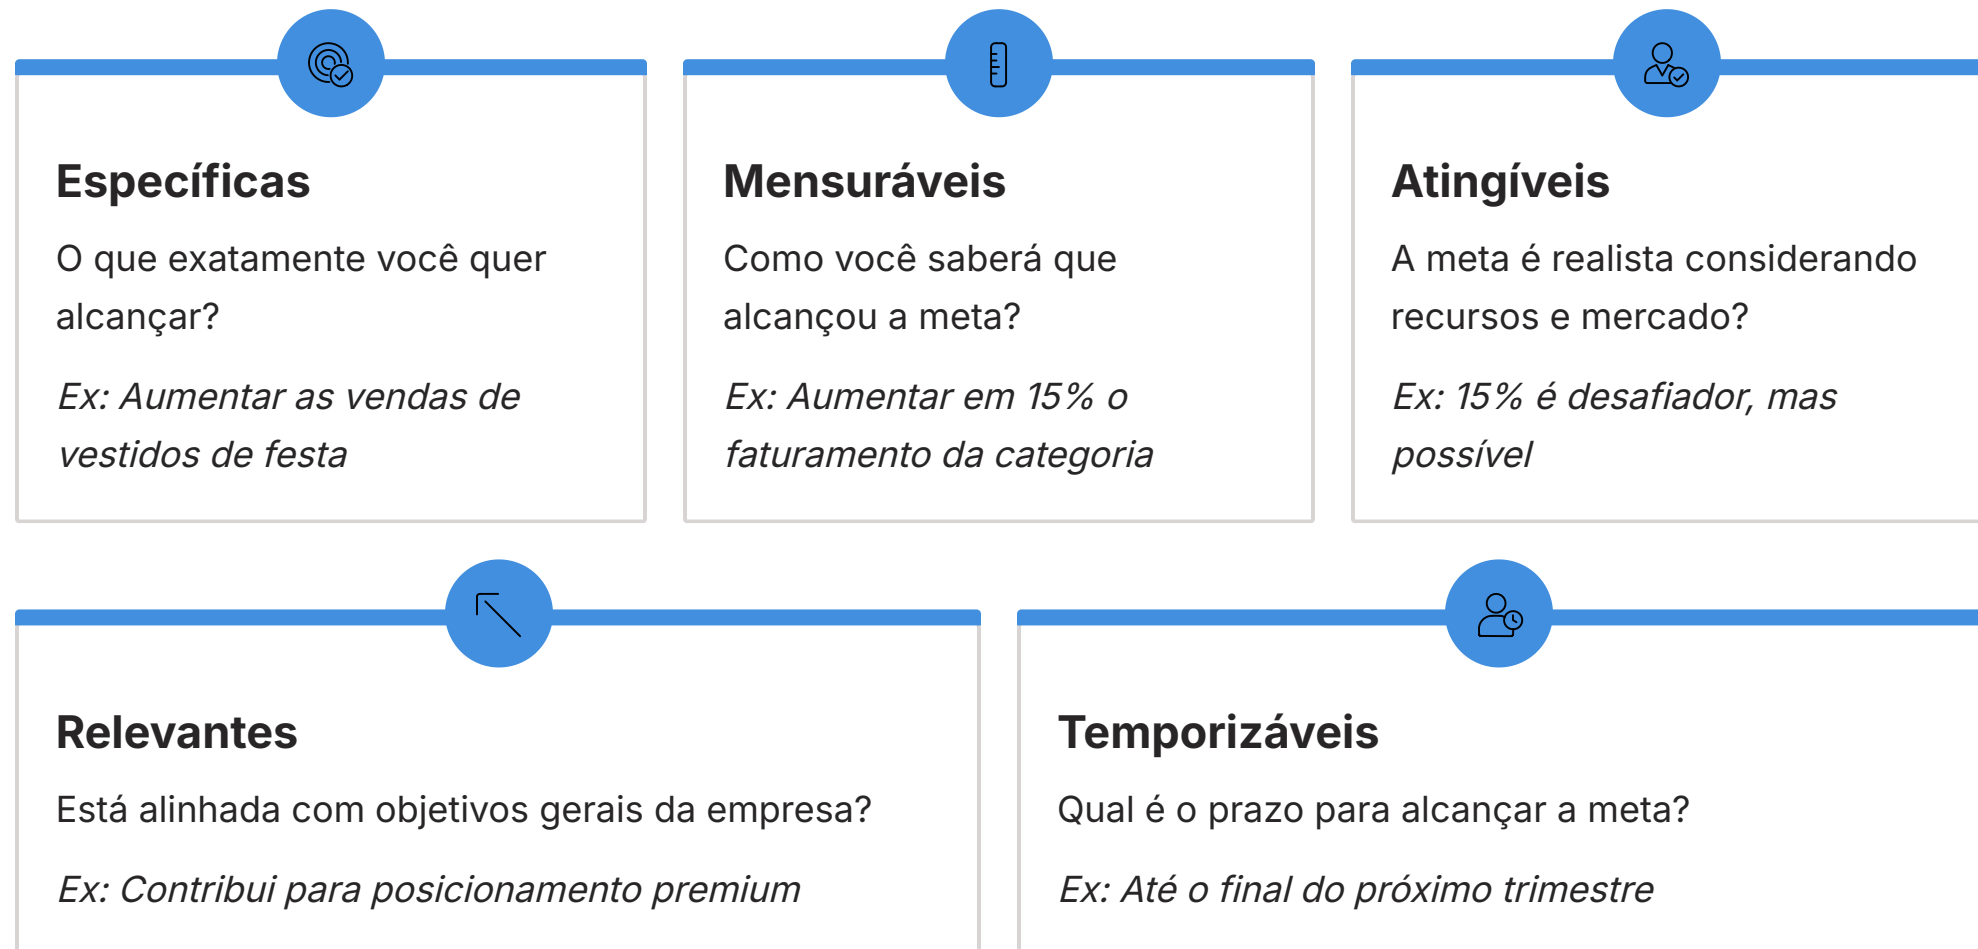 Específicas
O que exatamente você quer
alcançar?
Ex: Aumentar as vendas de
vestidos de festa
Mensuráveis
Como você saberá que
alcançou a meta?
Ex: Aumentar em 15% o
faturamento da categoria
Atingíveis
A meta é realista considerando
recursos e mercado?
Ex: 15% é desafiador, mas
possível
Relevantes
Está alinhada com objetivos gerais da empresa?
Ex: Contribui para posicionamento premium
Temporizáveis
Qual é o prazo para alcançar a meta?
Ex: Até o final do próximo trimestre